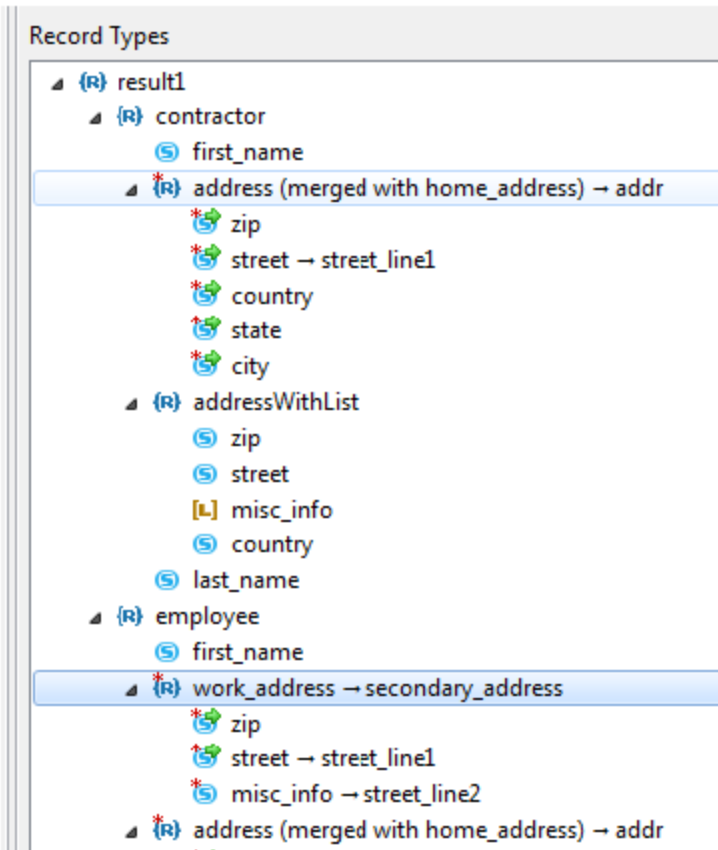 Record Types
{R} result1
{R} contractor
S first_name
*{R} address (merged with home_address) → addr
*S zip
*S street → street_line1
*S country
*S state
*S city
{R} addressWithList
S zip
S street
[L] misc_info
S country
S last_name
{R} employee
S first_name
*{R} work_address → secondary_address
*S zip
*S street → street_line1
*S misc_info → street_line2
*{R} address (merged with home_address) → addr